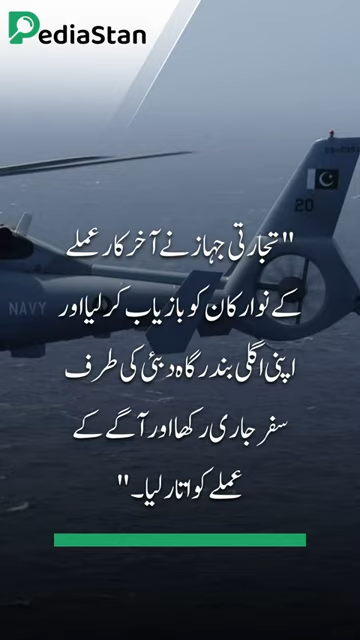 PediaStan
"تجارتی جہاز نے آخر کار عملے
کے نو ارکان کو بازیاب کر لیا اور
اپنی اگلی بندرگاہ دبئی کی طرف
سفر جاری رکھا اور آگے کے
عملے کو اتار لیا۔"
20
NAVY